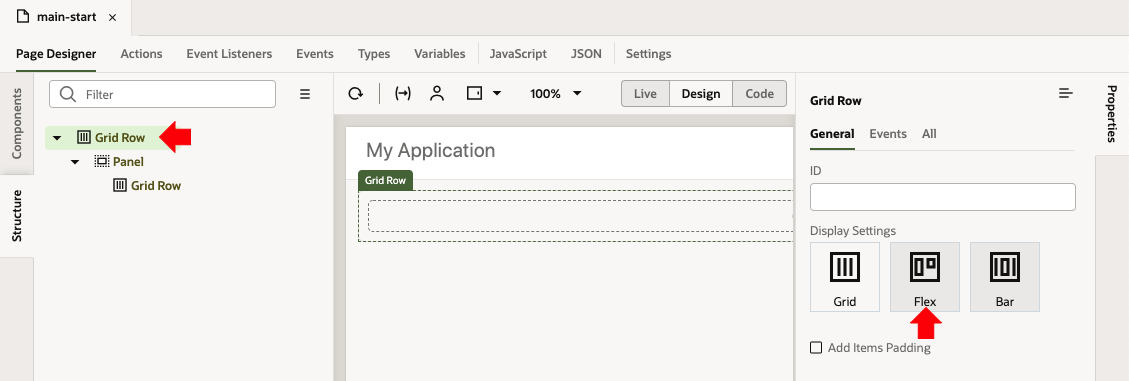 main-start
Page Designer Actions Event Listeners Events Types Variables JavaScript JSON Settings
Components
Structure
Filter
Grid Row
Panel
Grid Row
100%
Live Design Code
My Application
Grid Row
Grid Row
General Events All
ID
Display Settings
Grid Flex Bar
Add Items Padding
Properties